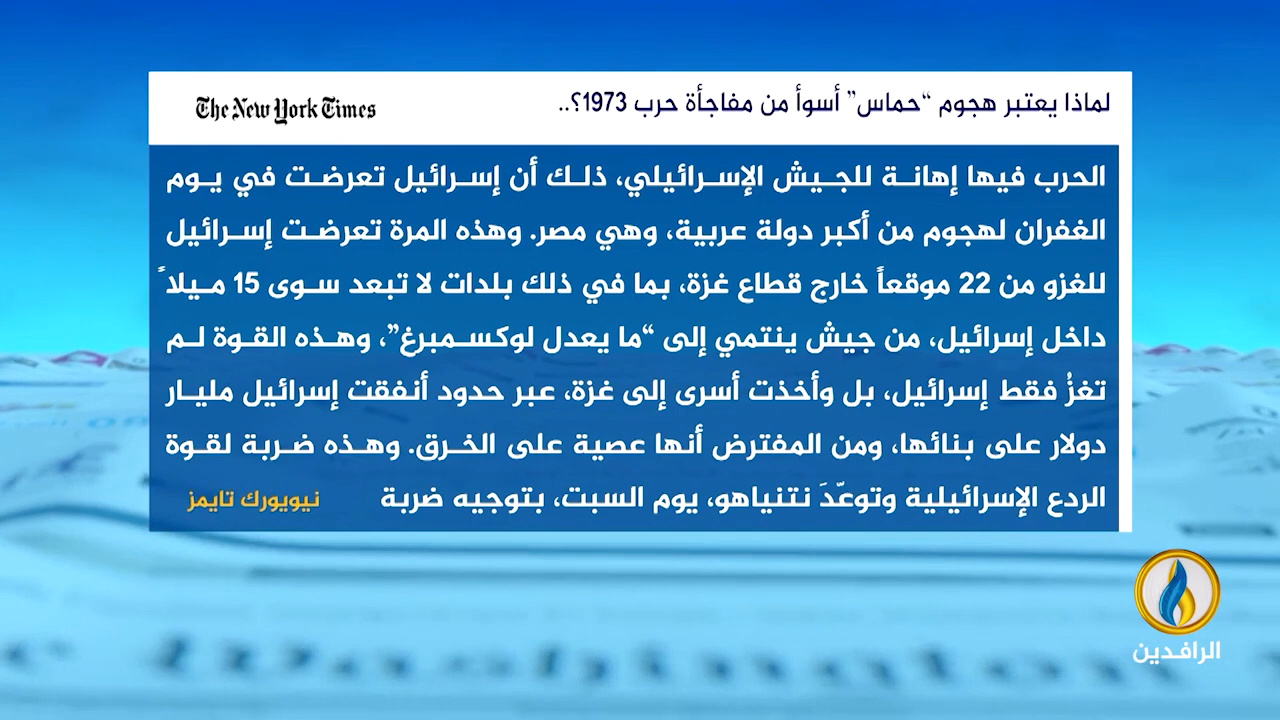 لماذا يعتبر هجوم “حماس” أسوأ من مفاجأة حرب 1973؟..
The New York Times
الحرب فيها إهانة للجيش الإسرائيلي، ذلك أن إسرائيل تعرضت في يوم
الغفران لهجوم من أكبر دولة عربية، وهي مصر. وهذه المرة تعرضت إسرائيل
للغزو من 22 موقعاً خارج قطاع غزة، بما في ذلك بلدات لا تبعد سوى 15 ميلاً
داخل إسرائيل، من جيش ينتمي إلى “ما يعدل لوكسمبرغ”، وهذه القوة لم
تغزُ فقط إسرائيل، بل وأخذت أسرى إلى غزة، عبر حدود أنفقت إسرائيل مليار
دولار على بنائها، ومن المفترض أنها عصية على الخرق. وهذه ضربة لقوة
الردع الإسرائيلية وتوعّدَ نتنياهو، يوم السبت، بتوجيه ضربة
نيويورك تايمز
الرافدين